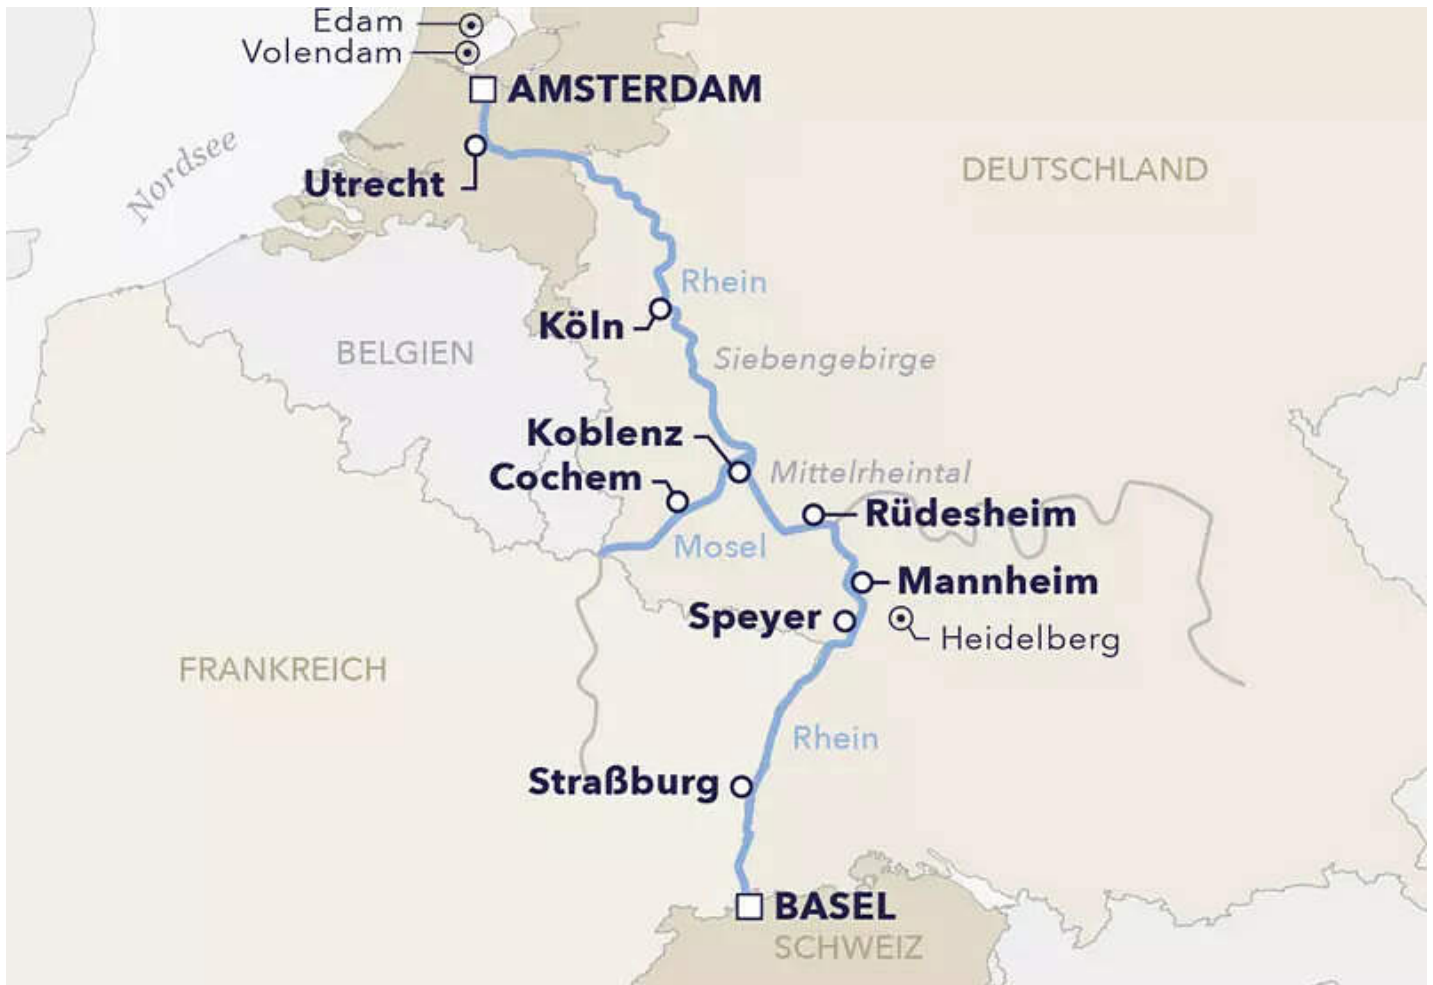 Edam
Volendam
AMSTERDAM
Nordsee
Utrecht
DEUTSCHLAND
Rhein
Köln
BELGIEN
Siebengebirge
Koblenz
Mittelrheintal
Cochem
Rüdesheim
Mosel
Mannheim
Speyer
Heidelberg
FRANKREICH
Rhein
Straßburg
BASEL
SCHWEIZ